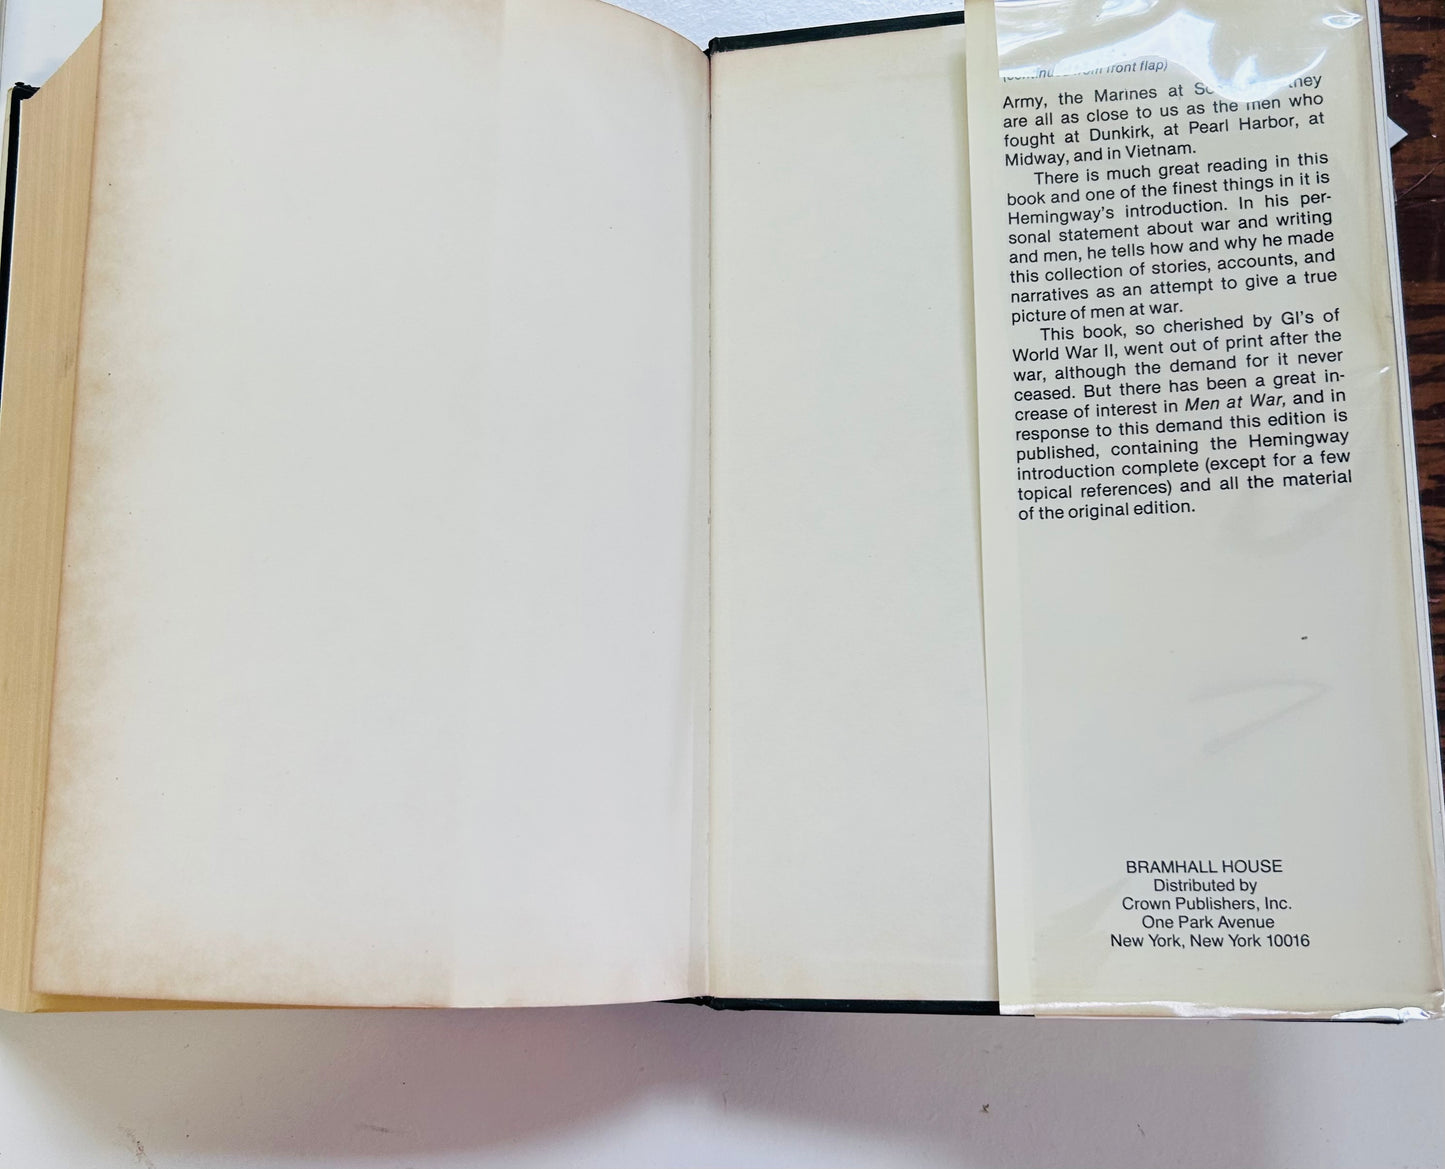 (continued from front flap)
Army, the Marines at they
are all as close to us as the men who
fought at Dunkirk, at Pearl Harbor, at
Midway, and in Vietnam.
There is much great reading in this
book and one of the finest things in it is
Hemingway's introduction. In his per-
sonal statement about war and writing
and men, he tells how and why he made
this collection of stories, accounts, and
narratives as an attempt to give a true
picture of men at war.
This book, so cherished by GI's of
World War II, went out of print after the
war, although the demand for it never
ceased. But there has been a great in-
crease of interest in Men at War, and in
response to this demand this edition is
published, containing the Hemingway
introduction complete (except for a few
topical references) and all the material
of the original edition.
BRAMHALL HOUSE
Distributed by
Crown Publishers, Inc.
One Park Avenue
New York, New York 10016